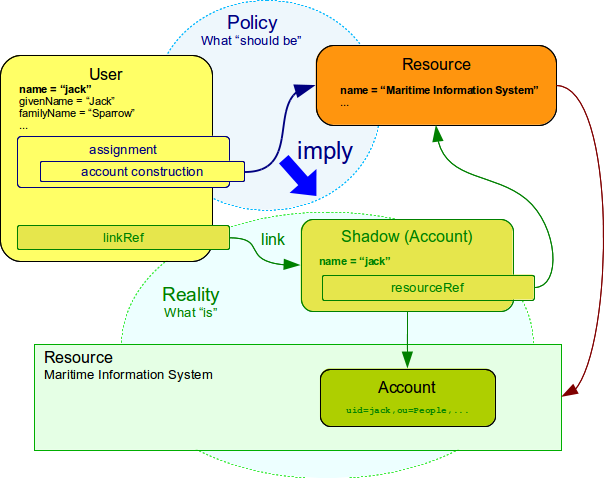 Policy
What “should be”
User
name = “jack”
givenName = “Jack”
familyName = “Sparrow”
...
assignment
account construction
linkRef
Resource
name = “Maritime Information System”
...
imply
link
Shadow (Account)
name = “jack”
resourceRef
Reality
What “is”
Resource
Maritime Information System
Account
uid=jack,ou=People,...